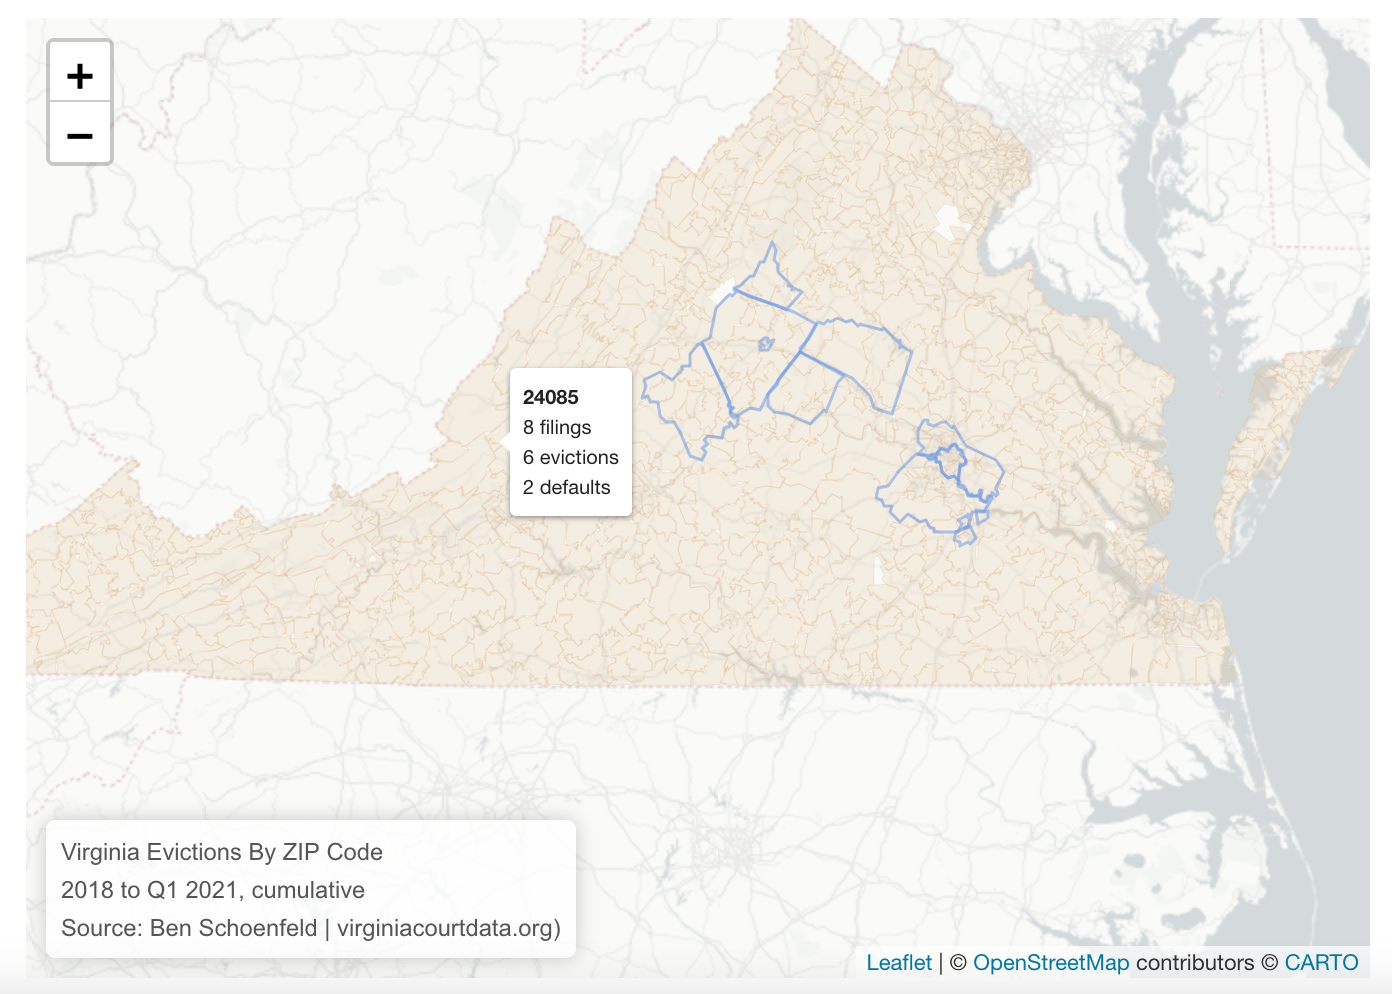 +
−
24085
8 filings
6 evictions
2 defaults
Virginia Evictions By ZIP Code
2018 to Q1 2021, cumulative
Source: Ben Schoenfeld | virginiacourtdata.org)
Leaflet | © OpenStreetMap contributors © CARTO